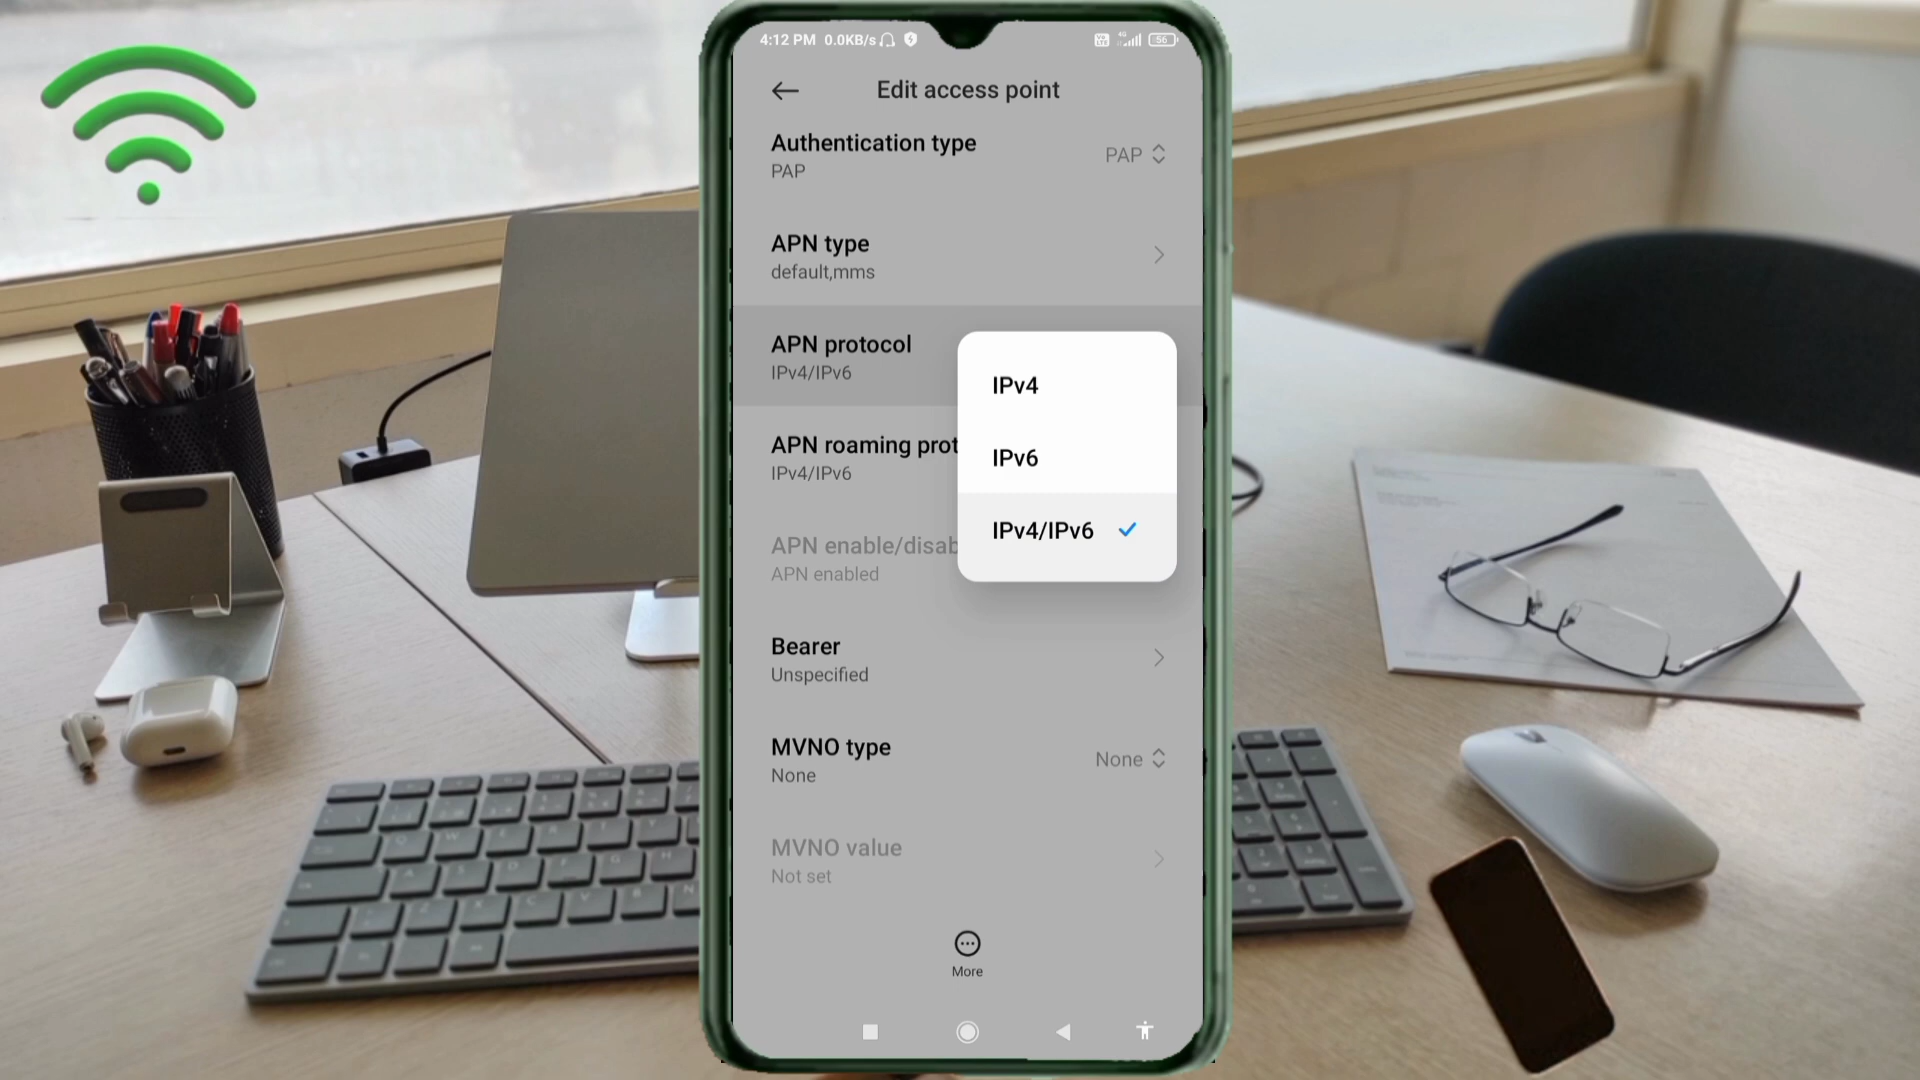 4:12 PM 0.0KB/s
4G
56
Edit access point
Authentication type
PAP
PAP
APN type
default,mms
APN protocol
IPv4/IPv6
IPv4
IPv6
IPv4/IPv6
APN roaming prot
IPv4/IPv6
APN enable/disab
APN enabled
Bearer
Unspecified
MVNO type
None
None
MVNO value
Not set
More